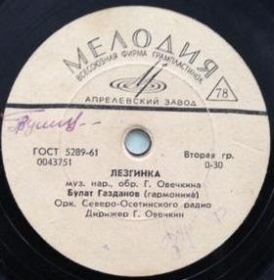 МЕЛОДИЯ
ВСЕСОЮЗНАЯ ФИРМА ГРАМПЛАСТИНОК
78
АПРЕЛЕВСКИЙ ЗАВОД
ГОСТ 5289-61
0043751
Вторая гр.
0-30
ЛЕЗГИНКА
муз. нар., обр. Г. Овечкина
Булат Газданов (гармоника)
Орк. Северо-Осетинского радио
Дирижер Г. Овечкин